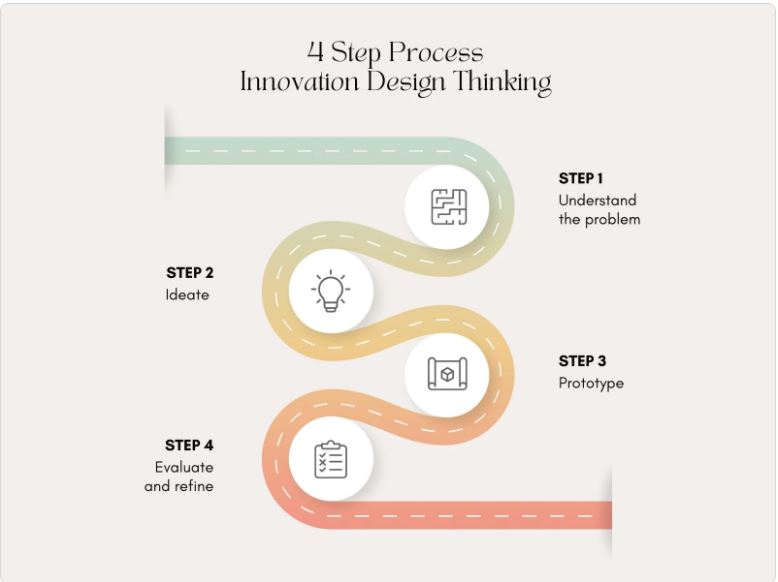 4 Step Process
Innovation Design Thinking
STEP 1
Understand
the problem
STEP 2
Ideate
STEP 3
Prototype
STEP 4
Evaluate
and refine